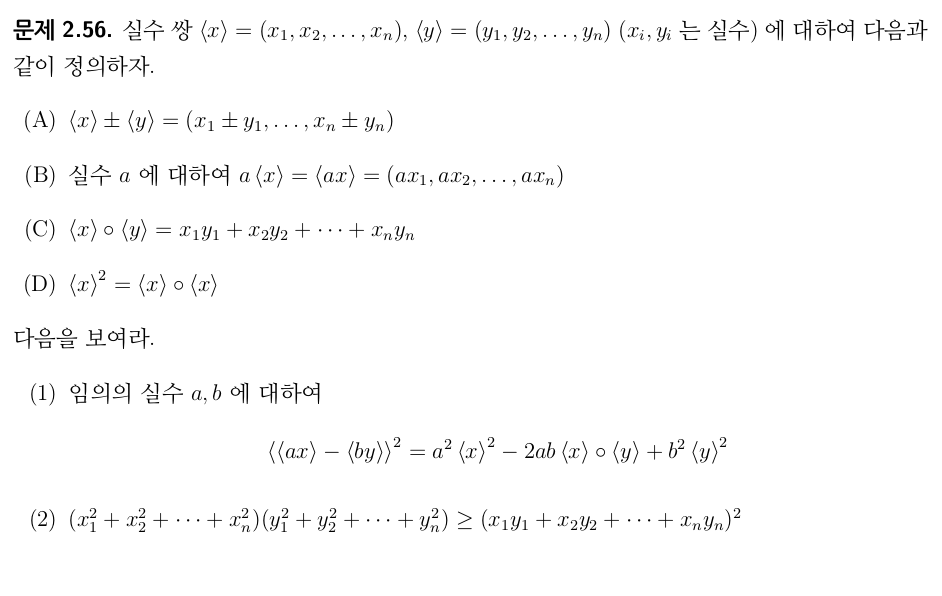 문제 2.56. 실수 쌍 ⟨x⟩ = (x₁, x₂, . . . , xₙ), ⟨y⟩ = (y₁, y₂, . . . , yₙ) (xᵢ, yᵢ 는 실수) 에 대하여 다음과
같이 정의하자.
(A) ⟨x⟩ ± ⟨y⟩ = (x₁ ± y₁, . . . , xₙ ± yₙ)
(B) 실수 a 에 대하여 a ⟨x⟩ = ⟨ax⟩ = (ax₁, ax₂, . . . , axₙ)
(C) ⟨x⟩ ∘ ⟨y⟩ = x₁y₁ + x₂y₂ + · · · + xₙyₙ
(D) ⟨x⟩² = ⟨x⟩ ∘ ⟨x⟩
다음을 보여라.
(1) 임의의 실수 a, b 에 대하여
⟨⟨ax⟩ − ⟨by⟩⟩² = a² ⟨x⟩² − 2ab ⟨x⟩ ∘ ⟨y⟩ + b² ⟨y⟩²
(2) (x₁² + x₂² + · · · + xₙ²)(y₁² + y₂² + · · · + yₙ²) ≥ (x₁y₁ + x₂y₂ + · · · + xₙyₙ)²